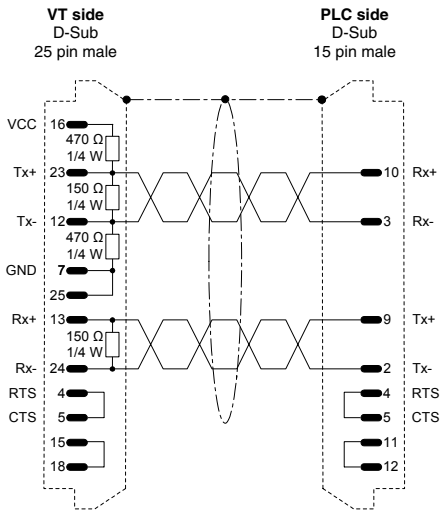 VT side
D-Sub
25 pin male
PLC side
D-Sub
15 pin male
VCC 16
470 Ω
1/4 W
Tx+ 23
10 Rx+
150 Ω
1/4 W
Tx- 12
3 Rx-
470 Ω
1/4 W
GND 7
25
Rx+ 13
9 Tx+
150 Ω
1/4 W
Rx- 24
2 Tx-
RTS 4
4 RTS
CTS 5
5 CTS
15
11
18
12